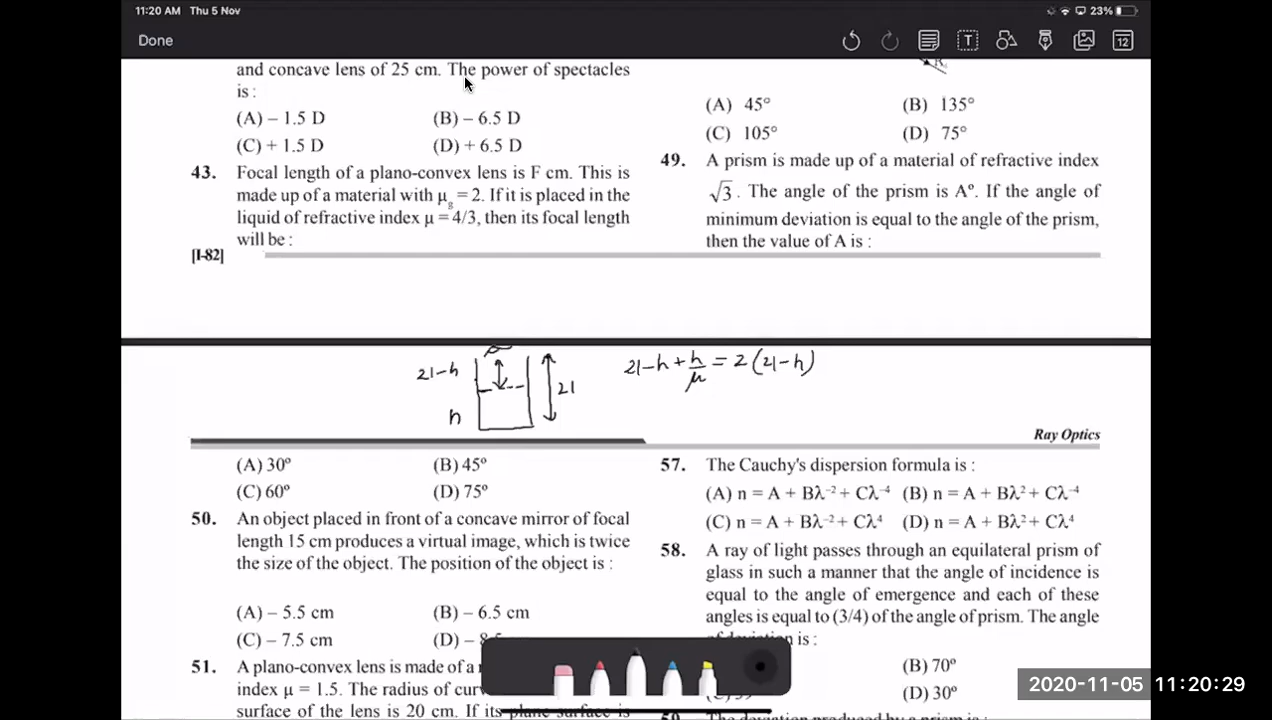 11:20 AM Thu 5 Nov
23%
Done
T
12
and concave lens of 25 cm. The power of spectacles
is :
(A) – 1.5 D (B) – 6.5 D
(C) + 1.5 D (D) + 6.5 D
43. Focal length of a plano-convex lens is F cm. This is
made up of a material with μg = 2. If it is placed in the
liquid of refractive index μ = 4/3, then its focal length
will be :
[I-82]
(A) 45° (B) 135°
(C) 105° (D) 75°
49. A prism is made up of a material of refractive index
√3. The angle of the prism is A°. If the angle of
minimum deviation is equal to the angle of the prism,
then the value of A is :
21-h
h
21
21-h + h/μ = 2(21-h)
Ray Optics
(A) 30° (B) 45°
(C) 60° (D) 75°
50. An object placed in front of a concave mirror of focal
length 15 cm produces a virtual image, which is twice
the size of the object. The position of the object is :
(A) – 5.5 cm (B) – 6.5 cm
(C) – 7.5 cm (D) –
51. A plano-convex lens is made of a
index μ = 1.5. The radius of
surface of the lens is 20 cm. If its plane surface is
57. The Cauchy's dispersion formula is :
(A) n = A + Bλ⁻² + Cλ⁻⁴ (B) n = A + Bλ² + Cλ⁻⁴
(C) n = A + Bλ⁻² + Cλ⁴ (D) n = A + Bλ² + Cλ⁴
58. A ray of light passes through an equilateral prism of
glass in such a manner that the angle of incidence is
equal to the angle of emergence and each of these
angles is equal to (3/4) of the angle of prism. The angle
of deviation is :
(B) 70°
(D) 30°
2020-11-05 11:20:29